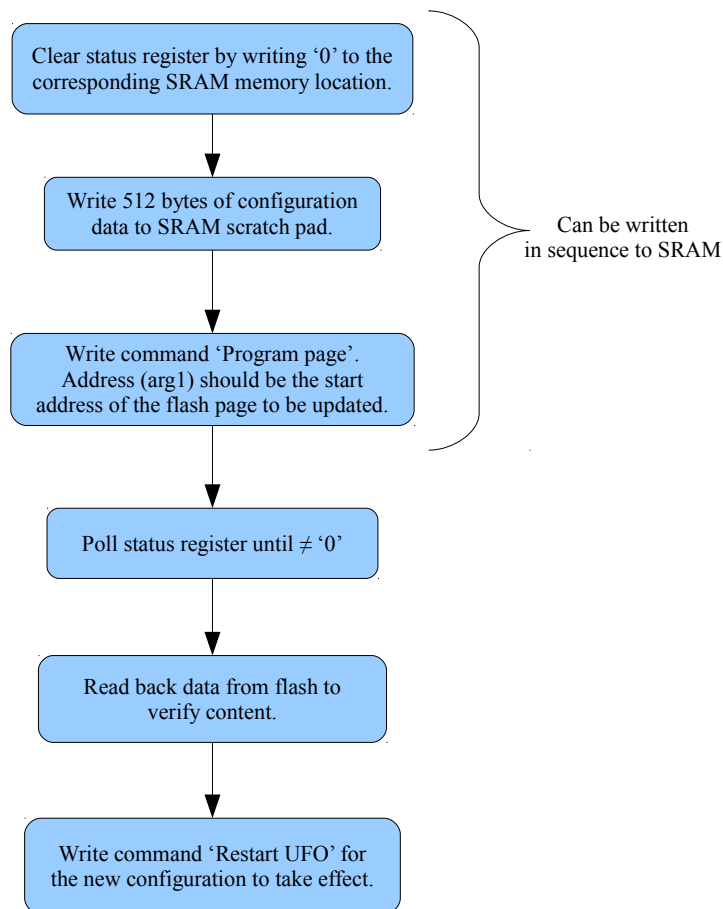 Clear status register by writing ‘0’ to the
corresponding SRAM memory location.
Write 512 bytes of configuration
data to SRAM scratch pad.
Can be written
in sequence to SRAM
Write command ‘Program page’.
Address (arg1) should be the start
address of the flash page to be updated.
Poll status register until ≠ ‘0’
Read back data from flash to
verify content.
Write command ‘Restart UFO’ for
the new configuration to take effect.